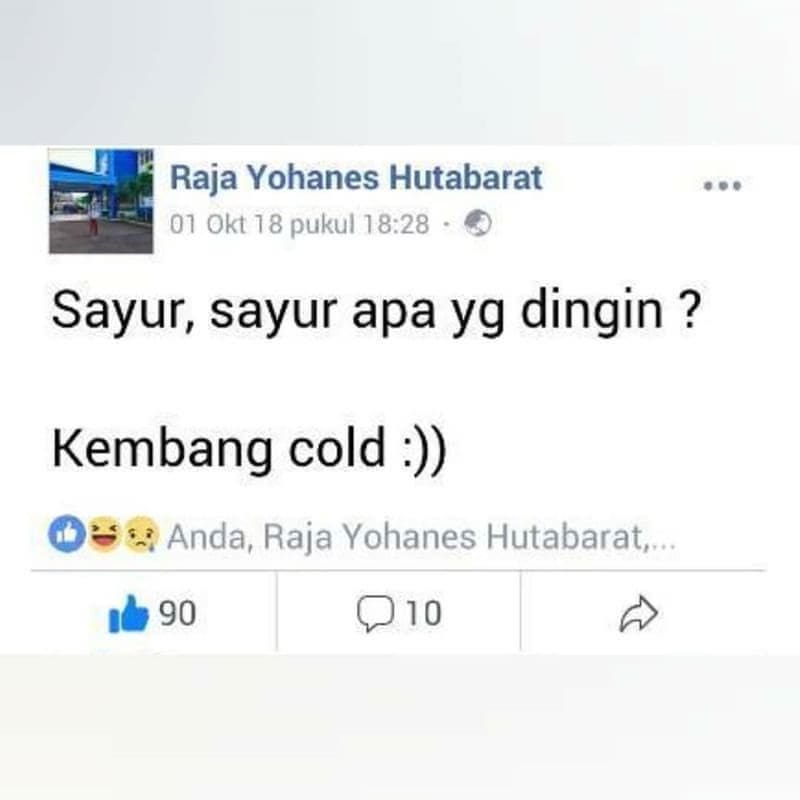 Raja Yohanes Hutabarat
01 Okt 18 pukul 18:28 ·
Sayur, sayur apa yg dingin ?
Kembang cold :))
Anda, Raja Yohanes Hutabarat,...
90
10